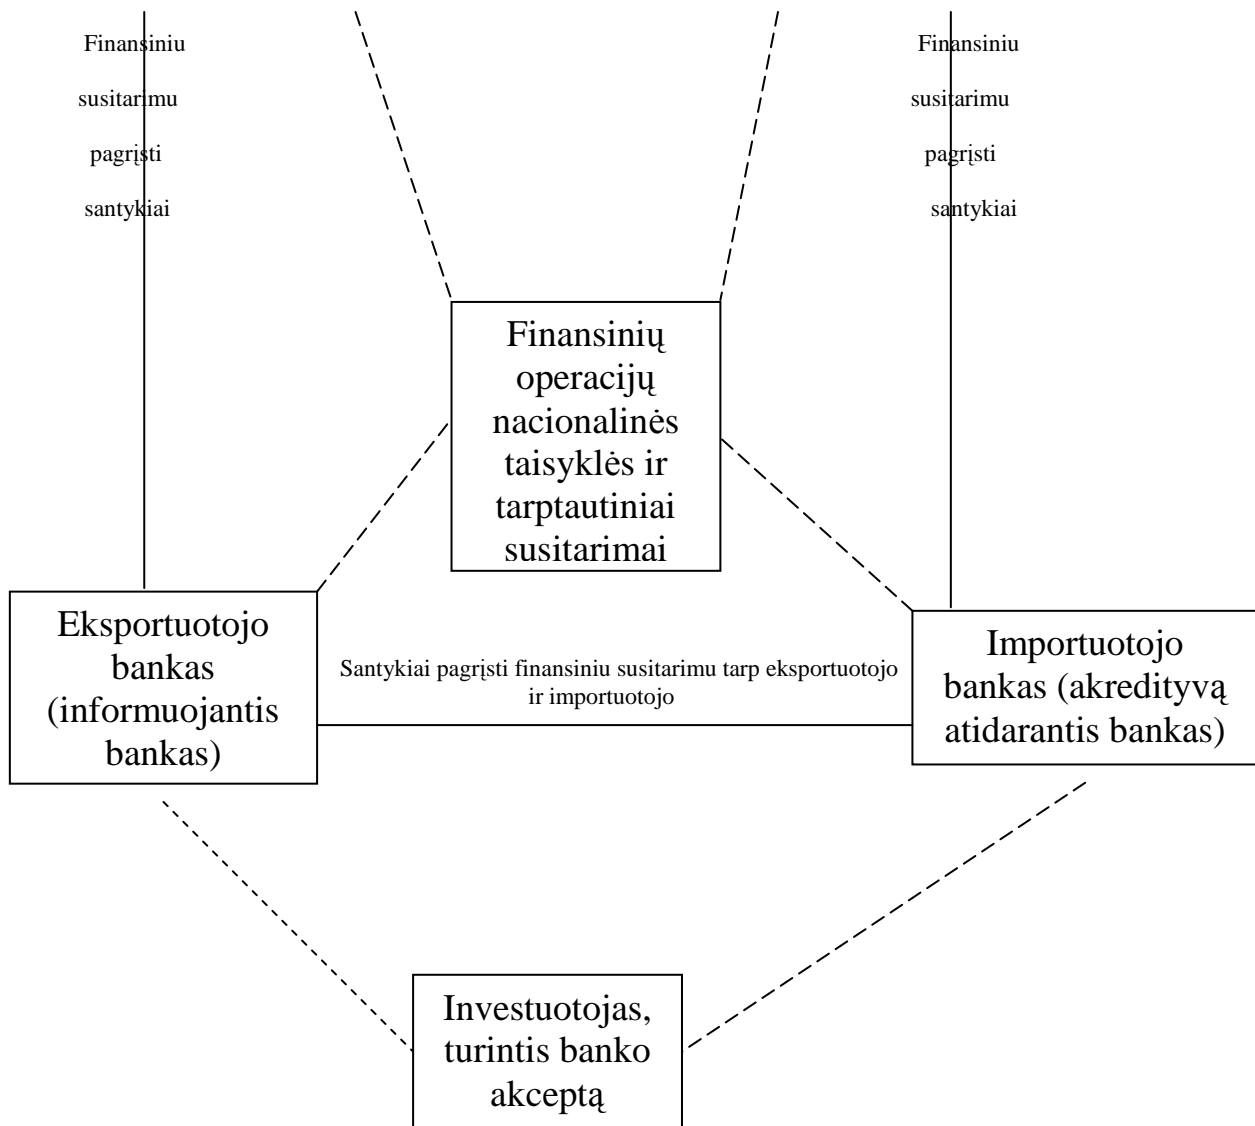 Finansiniu
susitarimu
pagrįsti
santykiai
Finansiniu
susitarimu
pagrįsti
santykiai
Finansinių
operacijų
nacionalinės
taisyklės ir
tarptautiniai
susitarimai
Eksportuotojo
bankas
(informuojantis
bankas)
Santykiai pagrįsti finansiniu susitarimu tarp eksportuotojo
ir importuotojo
Importuotojo
bankas (akredityvą
atidarantis bankas)
Investuotojas,
turintis banko
akceptą